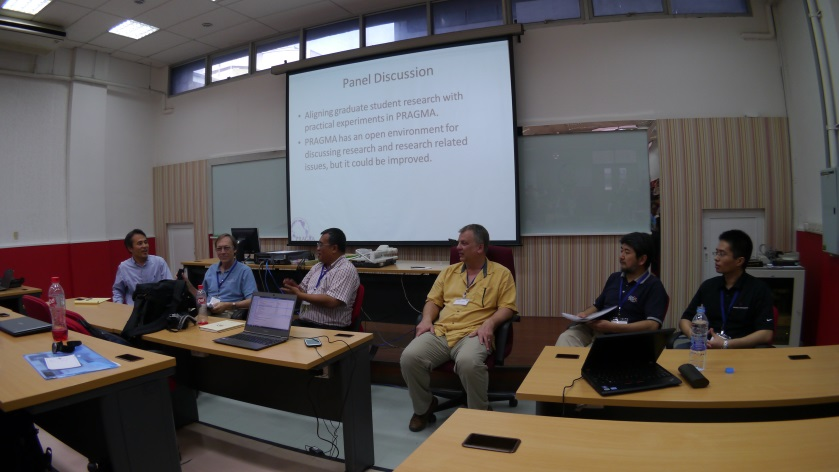 Panel Discussion
• Aligning graduate student research with
practical experiments in PRAGMA.
• PRAGMA has an open environment for
discussing research and research related
issues, but it could be improved.